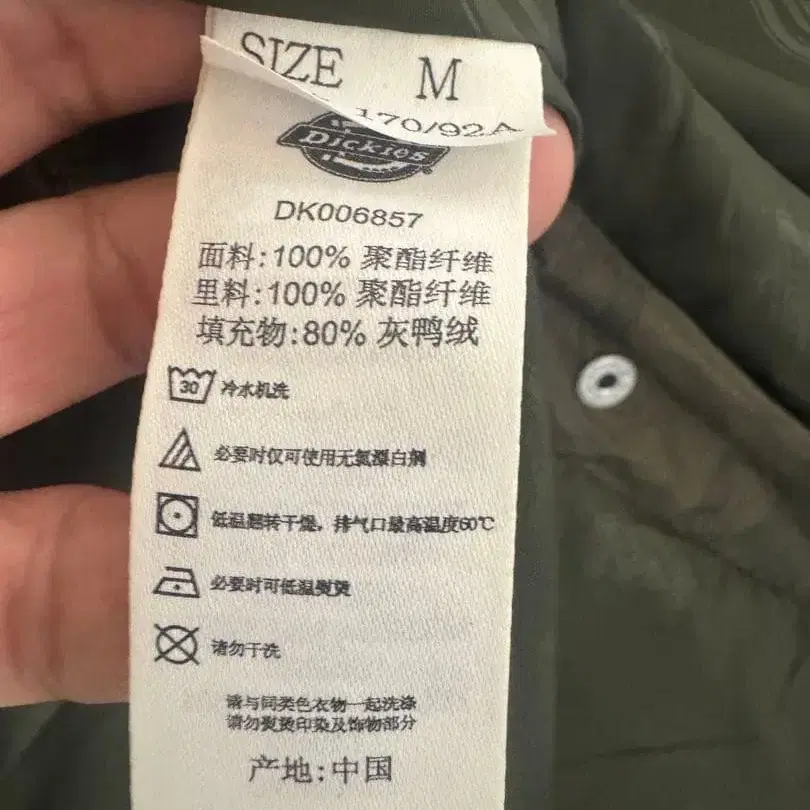 SIZE M
170/92A
Dickies
DK006857
面料:100% 聚酯纤维
里料:100% 聚酯纤维
填充物:80% 灰鸭绒
30 冷水机洗
必要时仅可使用无氯漂白剂
低温翻转干燥，排气口最高温度60℃
必要时可低温熨烫
请勿干洗
请与同类色衣物一起洗涤
请勿熨烫印染及饰物部分
产地:中国